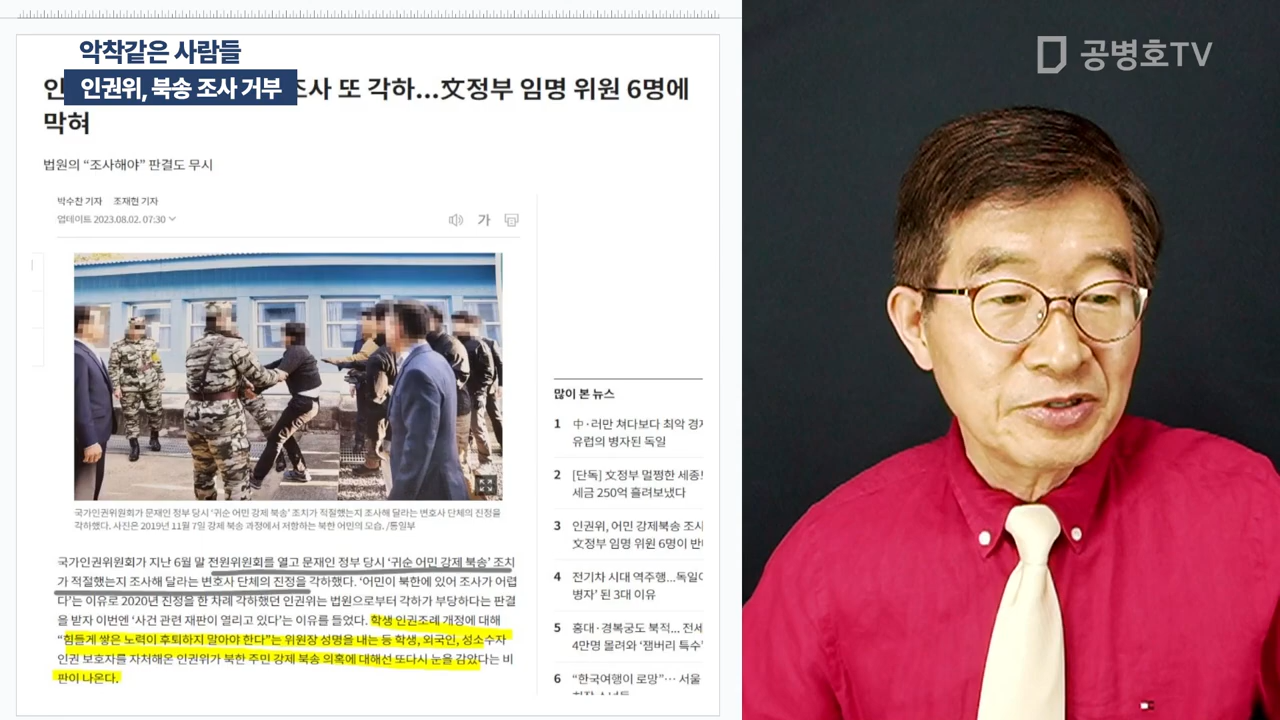 악착같은 사람들
인권위, 북송 조사 거부
공병호TV
조사 또 각하...文정부 임명 위원 6명에
막혀
법원의 “조사해야” 판결도 무시
박수찬 기자 조재현 기자
업데이트 2023.08.02. 07:30
가
국가인권위원회가 문재인 정부 당시 ‘귀순 어민 강제 북송’ 조치가 적절했는지 조사해 달라는 변호사 단체의 진정을
각하했다. 사진은 2019년 11월 7일 강제 북송 과정에서 저항하는 북한 어민의 모습. /통일부
국가인권위원회가 지난 6월 말 전원위원회를 열고 문재인 정부 당시 ‘귀순 어민 강제 북송’ 조치
가 적절했는지 조사해 달라는 변호사 단체의 진정을 각하했다. ‘어민이 북한에 있어 조사가 어렵
다’는 이유로 2020년 진정을 한 차례 각하했던 인권위는 법원으로부터 각하가 부당하다는 판결
을 받자 이번엔 ‘사건 관련 재판이 열리고 있다’는 이유를 들었다. 학생 인권조례 개정에 대해
“힘들게 쌓은 노력이 후퇴하지 말아야 한다”는 위원장 성명을 내는 등 학생, 외국인, 성소수자
인권 보호자를 자처해온 인권위가 북한 주민 강제 북송 의혹에 대해선 또다시 눈을 감았다는 비
판이 나온다.
많이 본 뉴스
1 中·러만 쳐다보다 최악 경제
유럽의 병자된 독일
2 [단독] 文정부 멀쩡한 세종
세금 250억 흘려보냈다
3 인권위, 어민 강제북송 조사
文정부 임명 위원 6명이 반
4 전기차 시대 역주행...독일
병자’ 된 3대 이유
5 홍대·경복궁도 북적... 전세
4만명 몰려와 ‘잼버리 특수’
6 “한국여행이 로망”… 서울